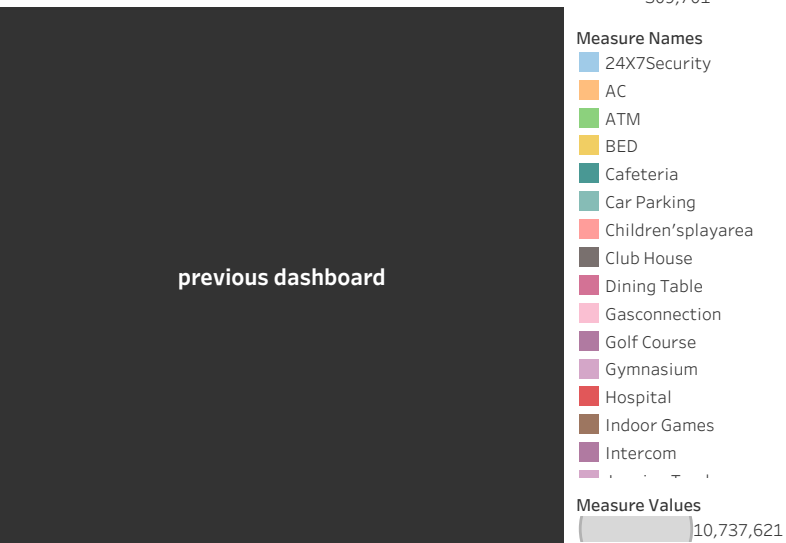 Measure Names
24X7Security
AC
ATM
BED
Cafeteria
Car Parking
Children'splayarea
Club House
Dining Table
Gasconnection
Golf Course
Gymnasium
Hospital
Indoor Games
Intercom
previous dashboard
Measure Values
10,737,621